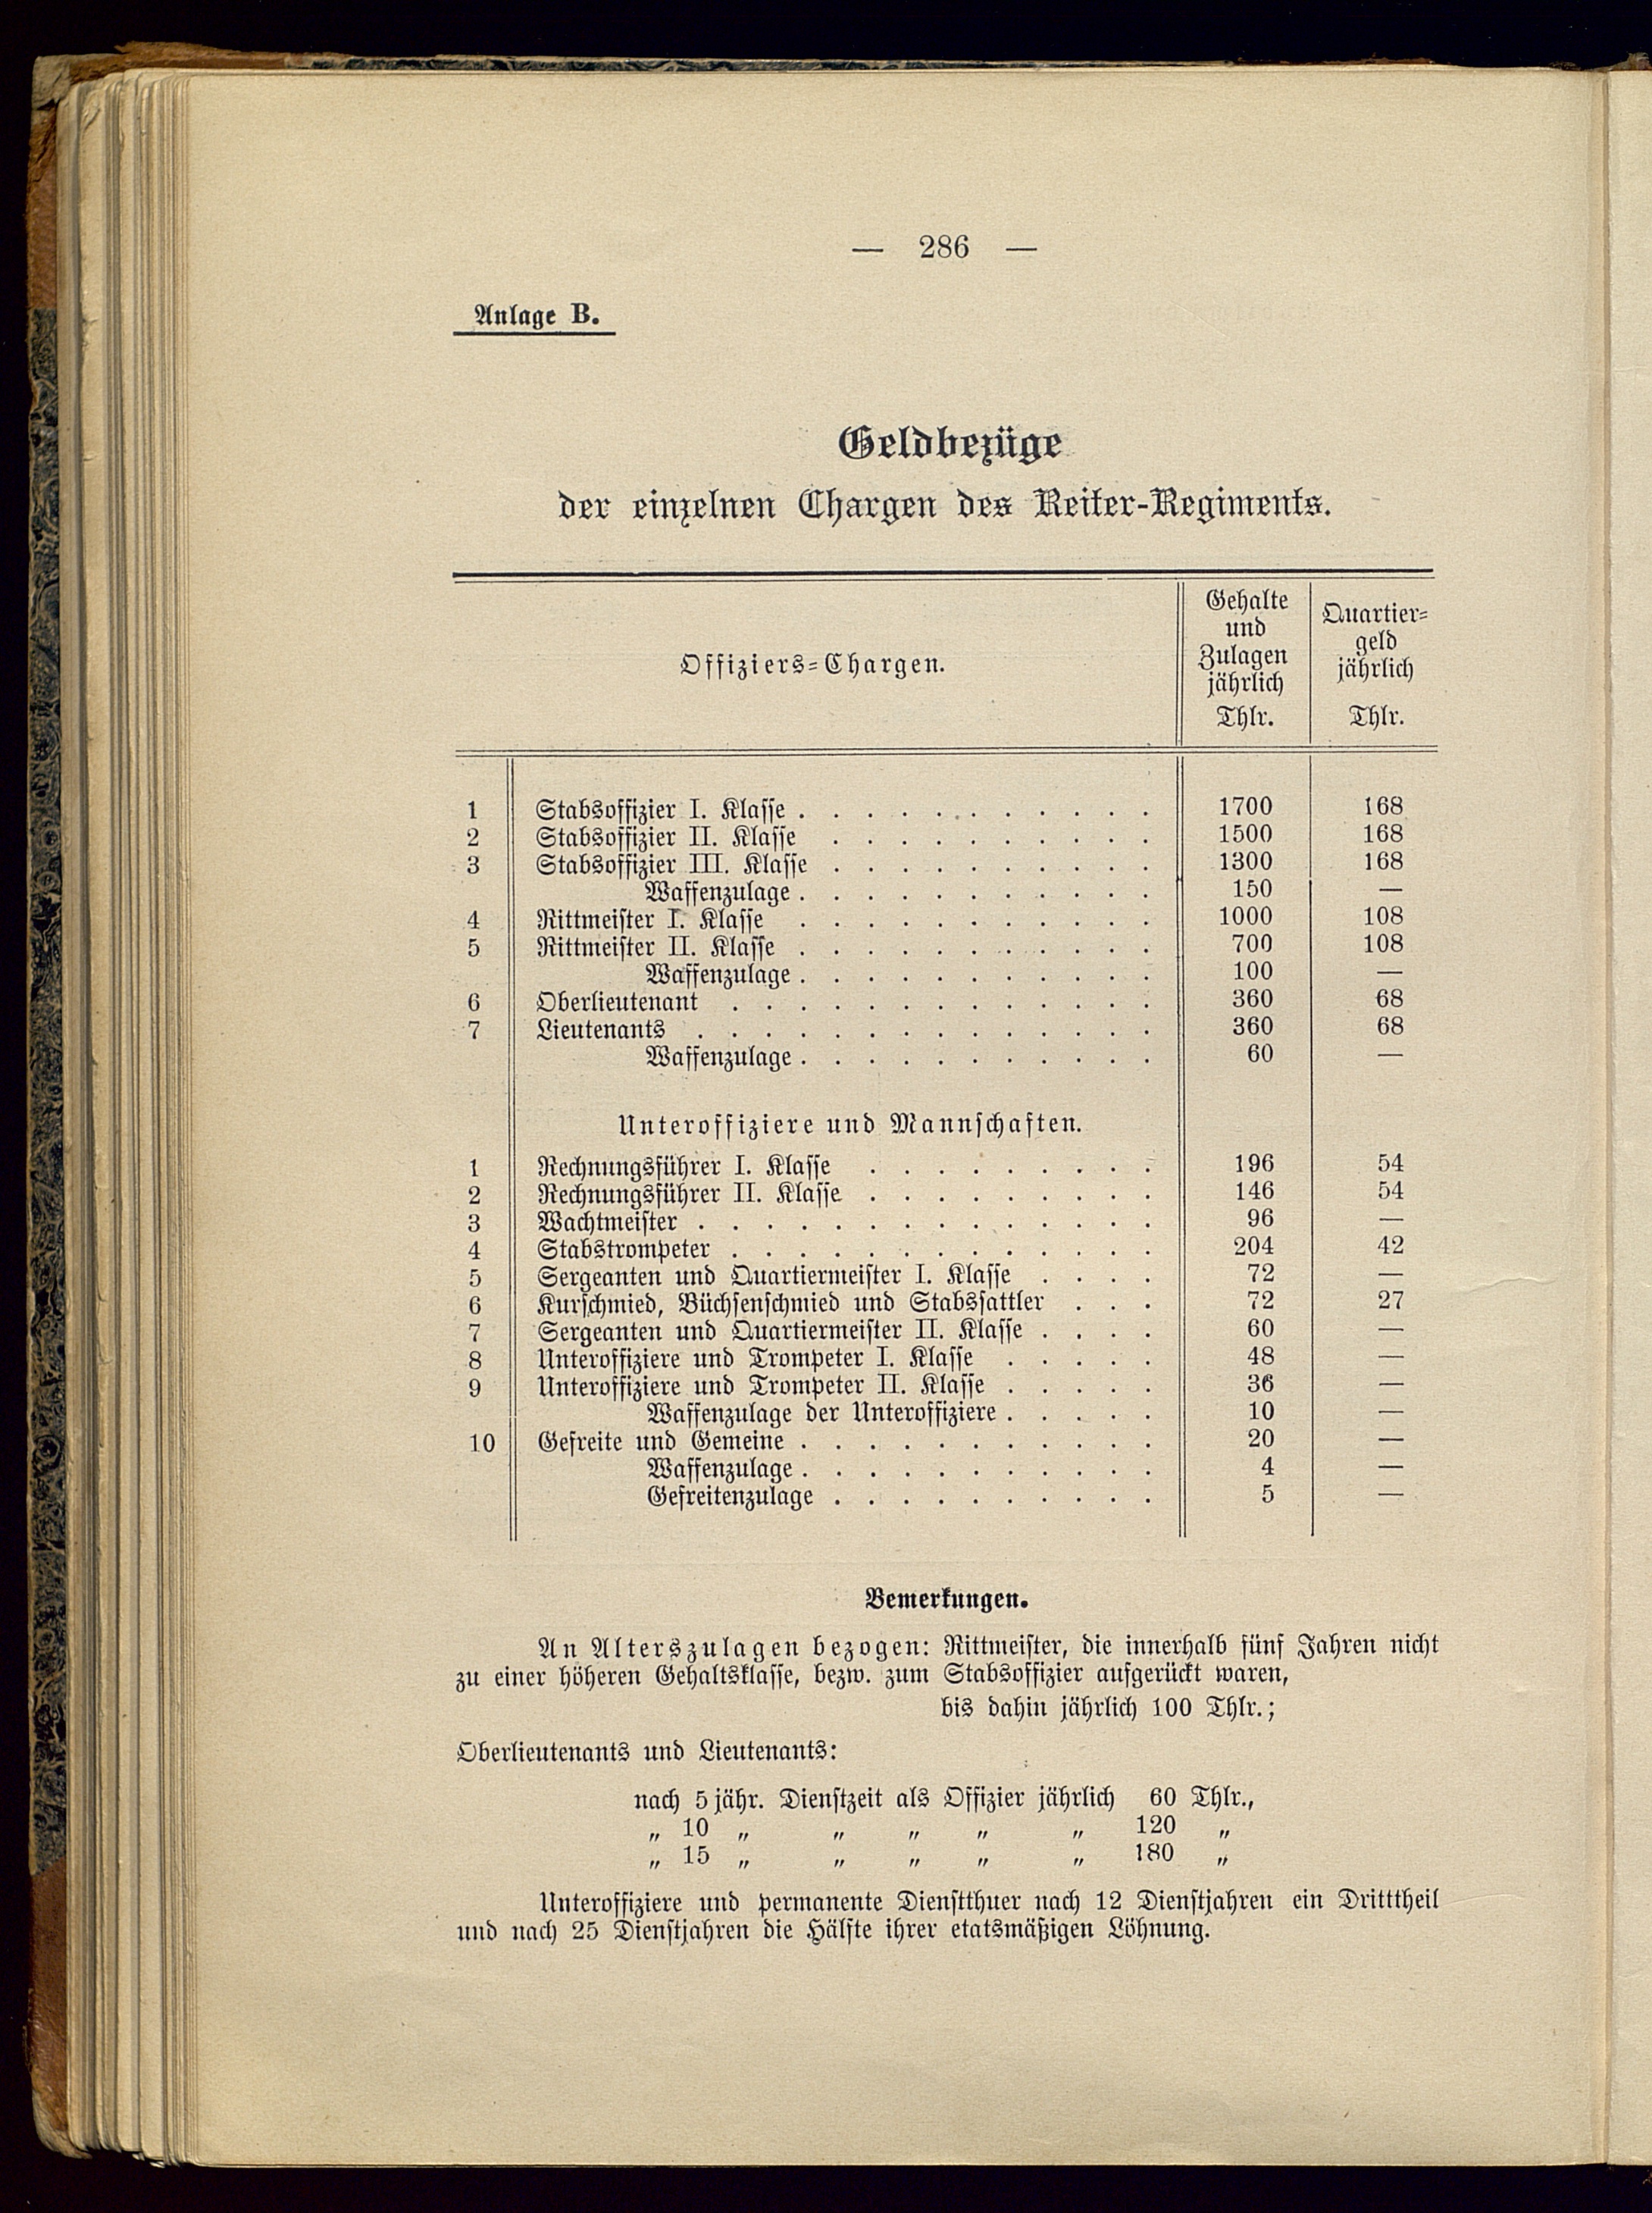 — 286 —
Anlage B.
Geldbezüge
der einzelnen Chargen des Reiter-Regiments.
Offiziers-Chargen.
Gehalte
und
Zulagen
jährlich
Thlr.
Quartier-
geld
jährlich
Thlr.
1 Stabsoffizier I. Klasse . . . . . . . . . . . 1700 168
2 Stabsoffizier II. Klasse . . . . . . . . . . 1500 168
3 Stabsoffizier III. Klasse . . . . . . . . . . 1300 168
Waffenzulage . . . . . . . . . . . 150 —
4 Rittmeister I. Klasse . . . . . . . . . . . 1000 108
5 Rittmeister II. Klasse . . . . . . . . . . . 700 108
Waffenzulage . . . . . . . . . . . 100 —
6 Oberlieutenant . . . . . . . . . . . . . 360 68
7 Lieutenants . . . . . . . . . . . . . . 360 68
Waffenzulage . . . . . . . . . . . 60 —
Unteroffiziere und Mannschaften.
1 Rechnungsführer I. Klasse . . . . . . . . . 196 54
2 Rechnungsführer II. Klasse . . . . . . . . . 146 54
3 Wachtmeister . . . . . . . . . . . . . . 96 —
4 Stabstrompeter . . . . . . . . . . . . . 204 42
5 Sergeanten und Quartiermeister I. Klasse . . . . 72 —
6 Kurschmied, Büchsenschmied und Stabssattler . . . 72 27
7 Sergeanten und Quartiermeister II. Klasse . . . . 60 —
8 Unteroffiziere und Trompeter I. Klasse . . . . . 48 —
9 Unteroffiziere und Trompeter II. Klasse . . . . . 36 —
Waffenzulage der Unteroffiziere . . . . . 10 —
10 Gefreite und Gemeine . . . . . . . . . . . 20 —
Waffenzulage . . . . . . . . . . . 4 —
Gefreitenzulage . . . . . . . . . . 5 —
Bemerkungen.
An Alterszulagen bezogen: Rittmeister, die innerhalb fünf Jahren nicht
zu einer höheren Gehaltsklasse, bezw. zum Stabsoffizier aufgerückt waren,
bis dahin jährlich 100 Thlr.;
Oberlieutenants und Lieutenants:
nach 5 jähr. Dienstzeit als Offizier jährlich 60 Thlr.,
„ 10 „ „ „ „ „ 120 „
„ 15 „ „ „ „ „ 180 „
Unteroffiziere und permanente Dienstthuer nach 12 Dienstjahren ein Dritttheil
und nach 25 Dienstjahren die Hälfte ihrer etatsmäßigen Löhnung.